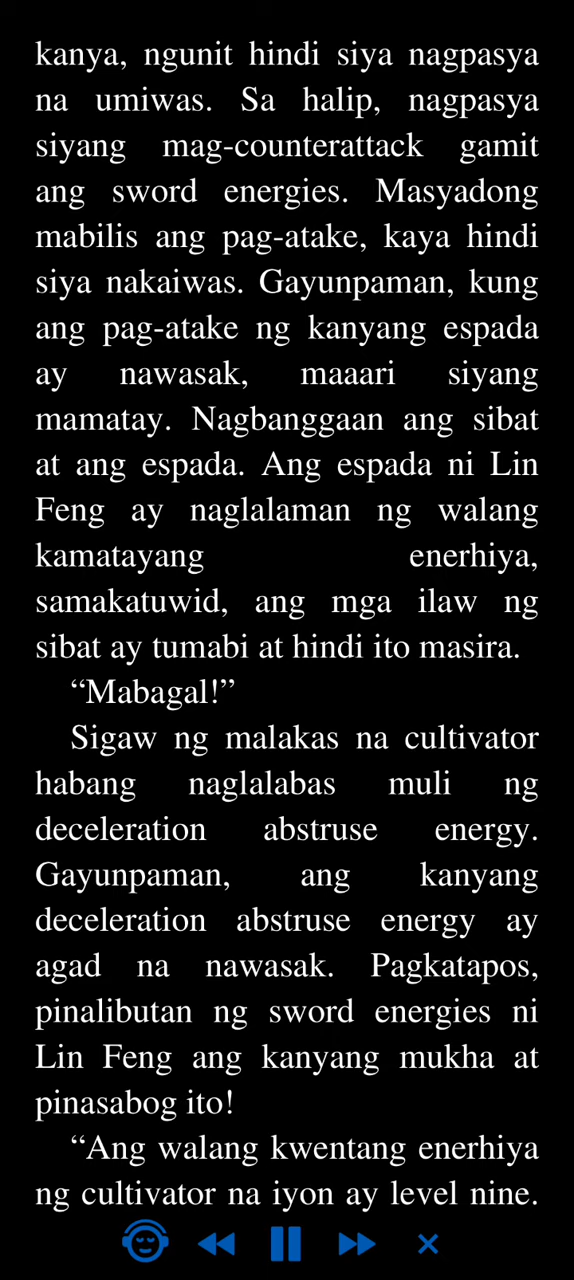 kanya, ngunit hindi siya nagpasya
na umiwas. Sa halip, nagpasya
siyang mag-counterattack gamit
ang sword energies. Masyadong
mabilis ang pag-atake, kaya hindi
siya nakaiwas. Gayunpaman, kung
ang pag-atake ng kanyang espada
ay nawasak, maaari siyang
mamatay. Nagbanggaan ang sibat
at ang espada. Ang espada ni Lin
Feng ay naglalaman ng walang
kamatayang enerhiya,
samakatuwid, ang mga ilaw ng
sibat ay tumabi at hindi ito masira.
“Mabagal!”
Sigaw ng malakas na cultivator
habang naglalabas muli ng
deceleration abstruse energy.
Gayunpaman, ang kanyang
deceleration abstruse energy ay
agad na nawasak. Pagkatapos,
pinalibutan ng sword energies ni
Lin Feng ang kanyang mukha at
pinasabog ito!
“Ang walang kwentang enerhiya
ng cultivator na iyon ay level nine.